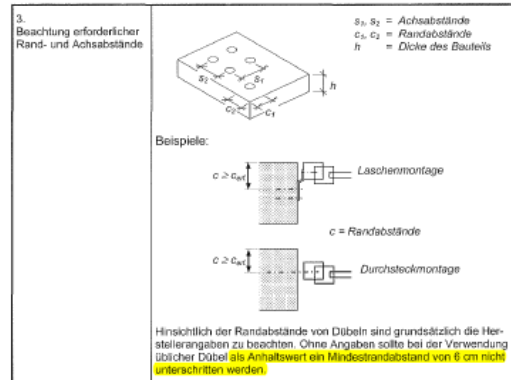 3.
Beachtung erforderlicher
Rand- und Achsabstände
s₁, s₂ = Achsabstände
c₁, c₂ = Randabstände
h = Dicke des Bauteils
s₂
s₁
h
c₂
c₁
Beispiele:
c ≥ c_erf.
Laschenmontage
c = Randabstände
c ≥ c_erf.
Durchsteckmontage
Hinsichtlich der Randabstände von Dübeln sind grundsätzlich die Her-
stellerangaben zu beachten. Ohne Angaben sollte bei der Verwendung
üblicher Dübel als Anhaltswert ein Mindestrandabstand von 6 cm nicht
unterschritten werden.